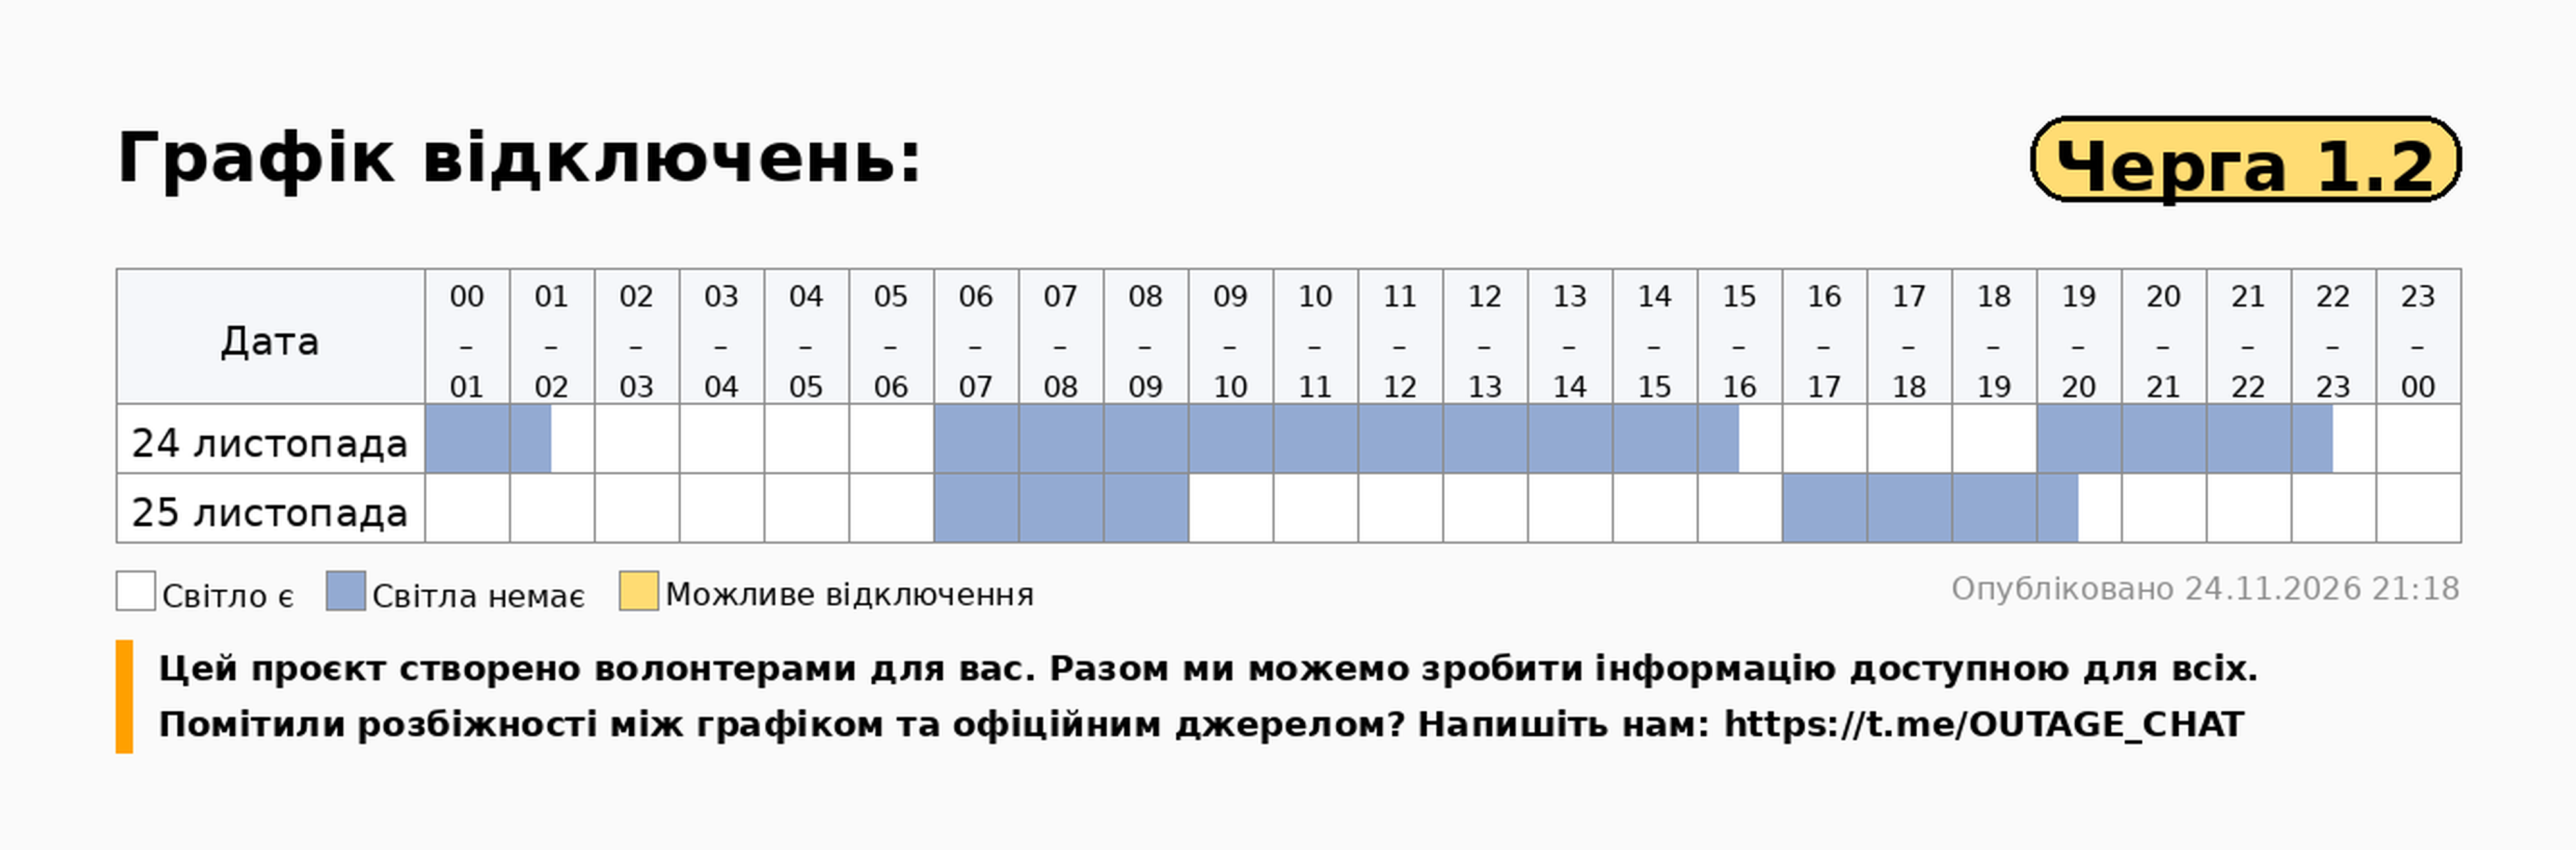 Графік відключень:
Черга 1.2
Дата 00 – 01 01 – 02 02 – 03 03 – 04 04 – 05 05 – 06 06 – 07 07 – 08 08 – 09 09 – 10 10 – 11 11 – 12 12 – 13 13 – 14 14 – 15 15 – 16 16 – 17 17 – 18 18 – 19 19 – 20 20 – 21 21 – 22 22 – 23 23 – 00
24 листопада
25 листопада
Світло є Світла немає Можливе відключення
Опубліковано 24.11.2026 21:18
Цей проєкт створено волонтерами для вас. Разом ми можемо зробити інформацію доступною для всіх.
Помітили розбіжності між графіком та офіційним джерелом? Напишіть нам: https://t.me/OUTAGE_CHAT